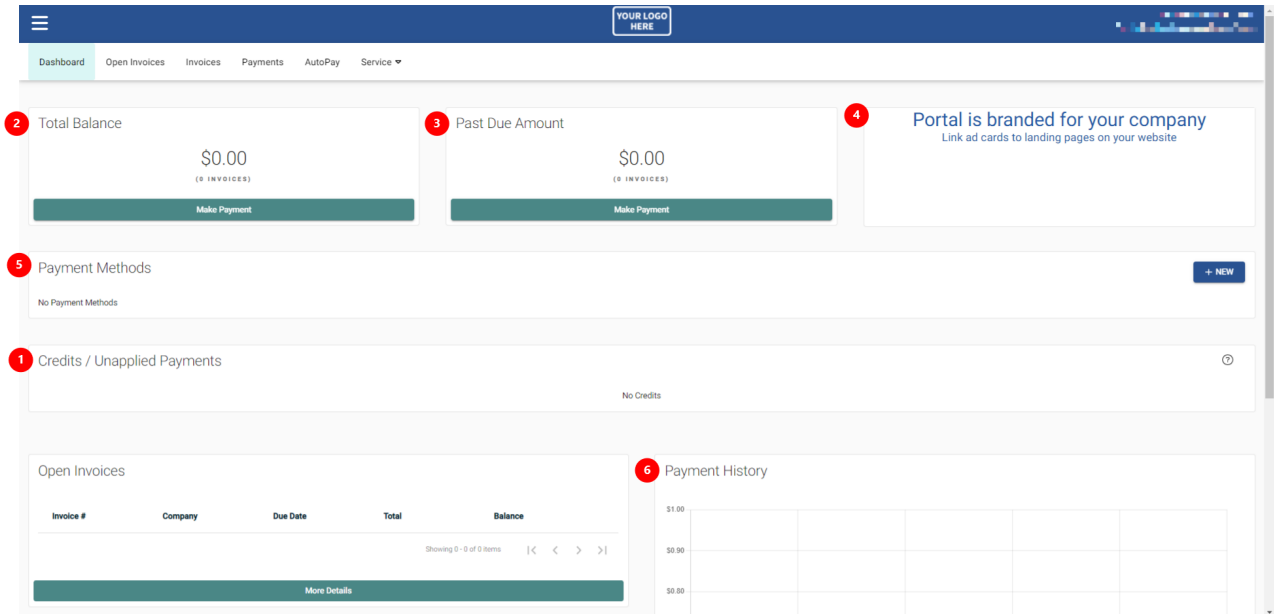 YOUR LOGO
HERE
Dashboard Open Invoices Invoices Payments AutoPay Service
2 Total Balance
$0.00
(0 INVOICES)
Make Payment
3 Past Due Amount
$0.00
(0 INVOICES)
Make Payment
4 Portal is branded for your company
Link ad cards to landing pages on your website
5 Payment Methods
+ NEW
No Payment Methods
1 Credits / Unapplied Payments
?
No Credits
Open Invoices
Invoice # Company Due Date Total Balance
Showing 0 - 0 of 0 items
More Details
6 Payment History
$1.00
$0.90
$0.80